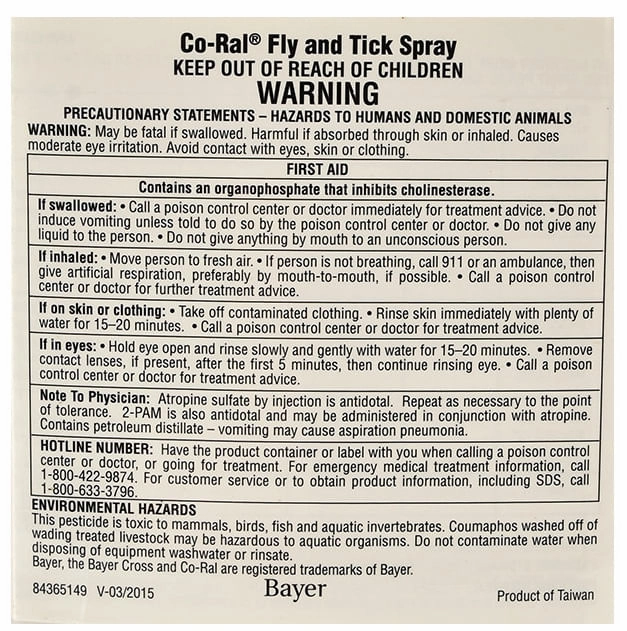 Co-Ral® Fly and Tick Spray
KEEP OUT OF REACH OF CHILDREN
WARNING
PRECAUTIONARY STATEMENTS – HAZARDS TO HUMANS AND DOMESTIC ANIMALS
WARNING: May be fatal if swallowed. Harmful if absorbed through skin or inhaled. Causes
moderate eye irritation. Avoid contact with eyes, skin or clothing.
FIRST AID
Contains an organophosphate that inhibits cholinesterase.
If swallowed: • Call a poison control center or doctor immediately for treatment advice. • Do not
induce vomiting unless told to do so by the poison control center or doctor. • Do not give any
liquid to the person. • Do not give anything by mouth to an unconscious person.
If inhaled: • Move person to fresh air. • If person is not breathing, call 911 or an ambulance, then
give artificial respiration, preferably by mouth-to-mouth, if possible. • Call a poison control
center or doctor for further treatment advice.
If on skin or clothing: • Take off contaminated clothing. • Rinse skin immediately with plenty of
water for 15–20 minutes. • Call a poison control center or doctor for treatment advice.
If in eyes: • Hold eye open and rinse slowly and gently with water for 15–20 minutes. • Remove
contact lenses, if present, after the first 5 minutes, then continue rinsing eye. • Call a poison
control center or doctor for treatment advice.
Note To Physician: Atropine sulfate by injection is antidotal. Repeat as necessary to the point
of tolerance. 2-PAM is also antidotal and may be administered in conjunction with atropine.
Contains petroleum distillate – vomiting may cause aspiration pneumonia.
HOTLINE NUMBER: Have the product container or label with you when calling a poison control
center or doctor, or going for treatment. For emergency medical treatment information, call
1-800-422-9874. For customer service or to obtain product information, including SDS, call
1-800-633-3796.
ENVIRONMENTAL HAZARDS
This pesticide is toxic to mammals, birds, fish and aquatic invertebrates. Coumaphos washed off of
wading treated livestock may be hazardous to aquatic organisms. Do not contaminate water when
disposing of equipment washwater or rinsate.
Bayer, the Bayer Cross and Co-Ral are registered trademarks of Bayer.
84365149 V-03/2015 Bayer Product of Taiwan